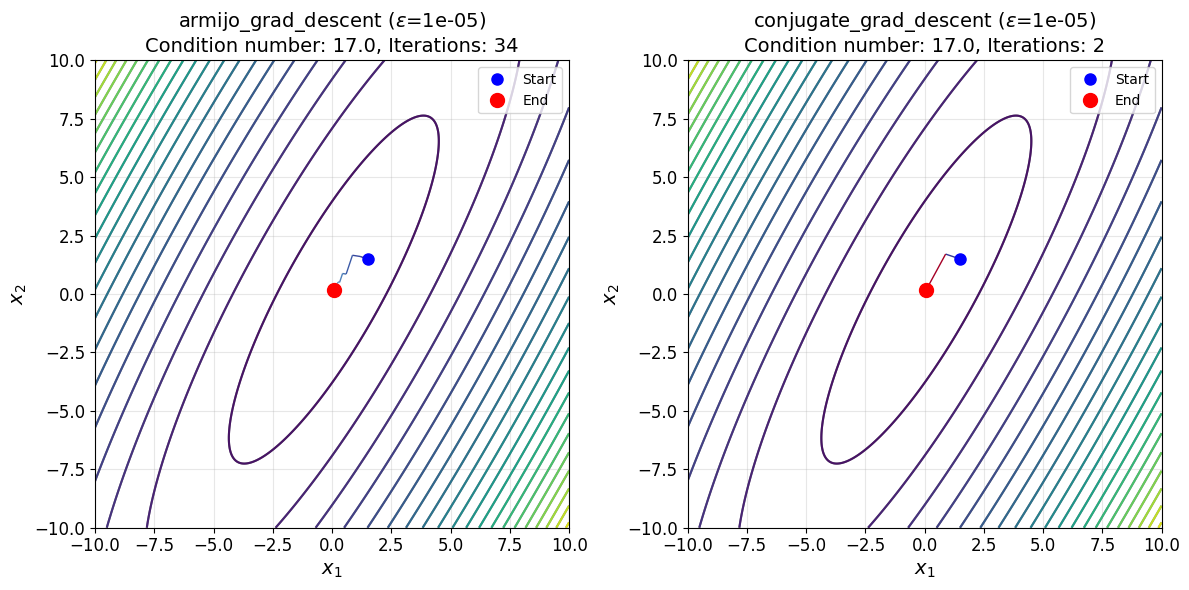 armijo_grad_descent (ε=1e-05)
Condition number: 17.0, Iterations: 34
Start
End
10.0
7.5
5.0
2.5
0.0
−2.5
−5.0
−7.5
−10.0
x₂
−10.0 −7.5 −5.0 −2.5 0.0 2.5 5.0 7.5 10.0
x₁
conjugate_grad_descent (ε=1e-05)
Condition number: 17.0, Iterations: 2
Start
End
10.0
7.5
5.0
2.5
0.0
−2.5
−5.0
−7.5
−10.0
x₂
−10.0 −7.5 −5.0 −2.5 0.0 2.5 5.0 7.5 10.0
x₁